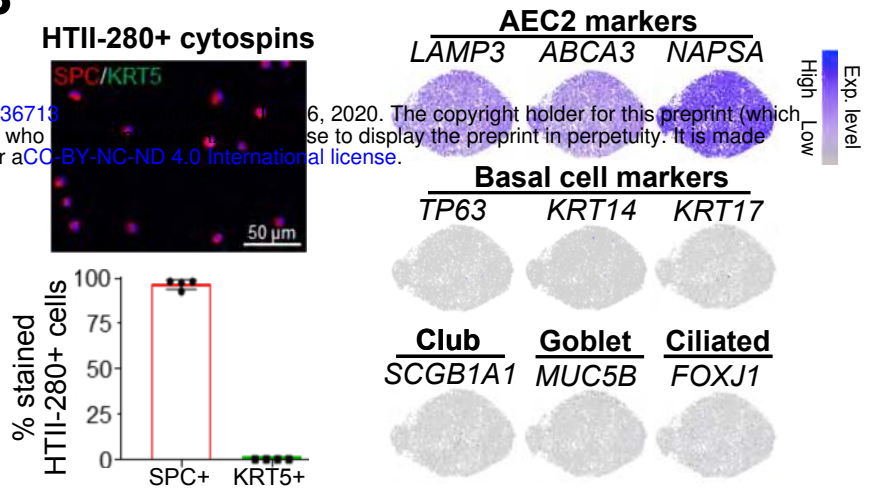 HTII-280+ cytospins
SPC/KRT5
50 µm
36713
6, 2020. The copyright holder for this preprint (which
who
se to display the preprint in perpetuity. It is made
r aCC-BY-NC-ND 4.0 International license.
% stained
HTII-280+ cells
100
75
50
25
0
SPC+ KRT5+
AEC2 markers
LAMP3 ABCA3 NAPSA
High Low
Exp. level
Basal cell markers
TP63 KRT14 KRT17
Club Goblet Ciliated
SCGB1A1 MUC5B FOXJ1